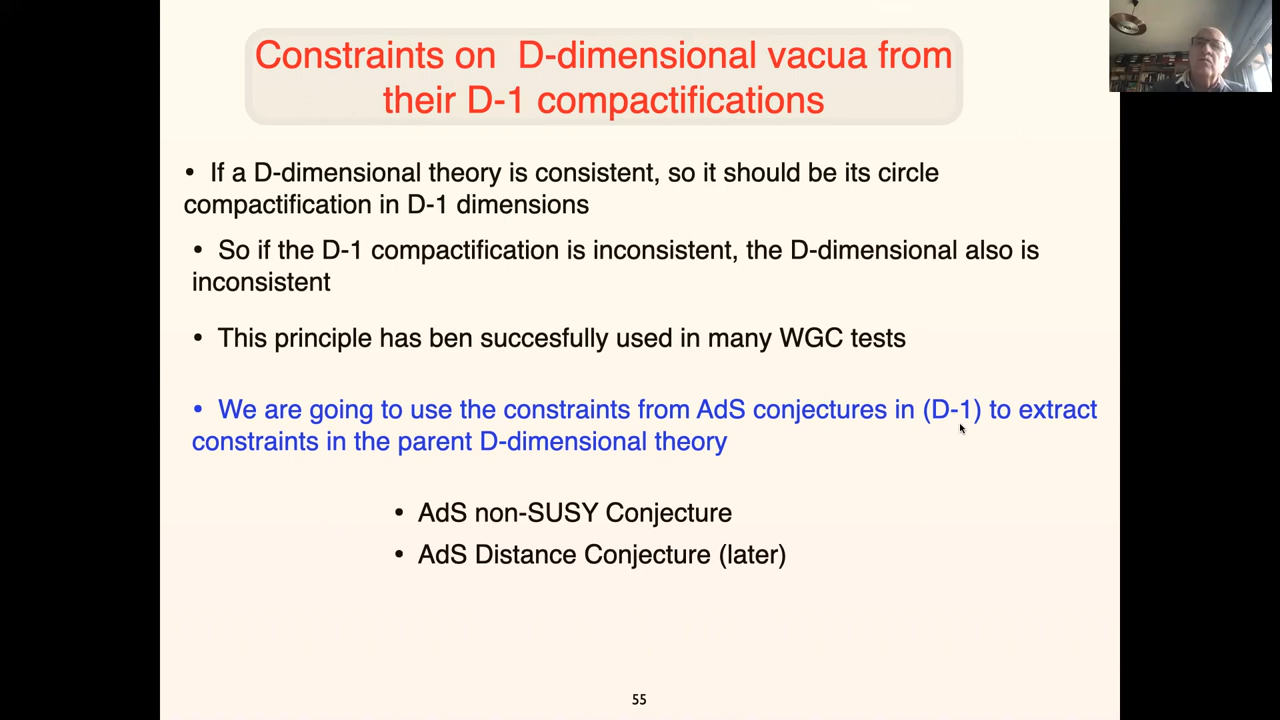 Constraints on D-dimensional vacua from
their D-1 compactifications
• If a D-dimensional theory is consistent, so it should be its circle
compactification in D-1 dimensions
• So if the D-1 compactification is inconsistent, the D-dimensional also is
inconsistent
• This principle has ben succesfully used in many WGC tests
• We are going to use the constraints from AdS conjectures in (D-1) to extract
constraints in the parent D-dimensional theory
• AdS non-SUSY Conjecture
• AdS Distance Conjecture (later)
55